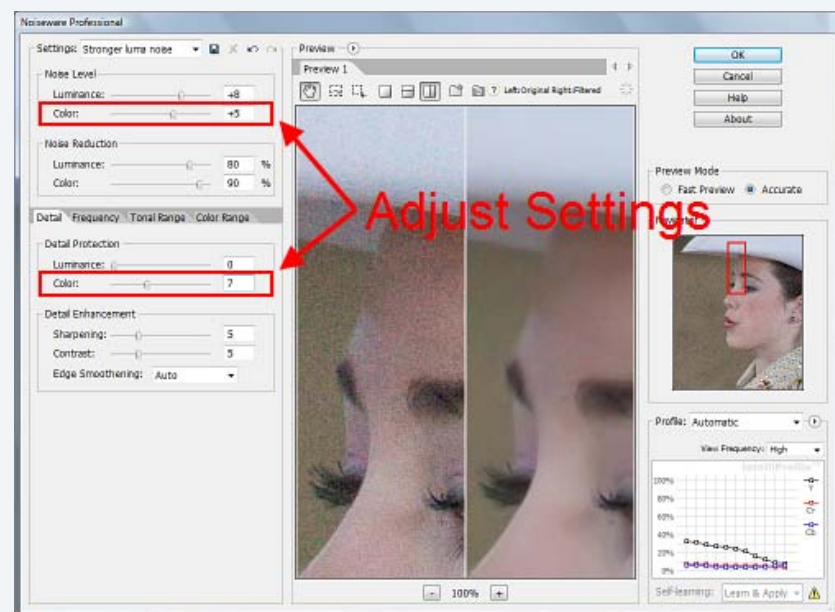 Noiseware Professional
Settings: Stronger luma noise
Noise Level
Luminance: +8
Color: +5
Noise Reduction
Luminance: 80 %
Color: 90 %
Detail Frequency Tonal Range Color Range
Detail Protection
Luminance: 0
Color: 7
Detail Enhancement
Sharpening: 5
Contrast: 5
Edge Smoothening: Auto
Preview
Preview 1
? Left:Original Right:Filtered
Adjust Settings
- 100% +
OK
Cancel
Help
About
Preview Mode
Fast Preview Accurate
Profile: Automatic
View Frequency: High
100%
80%
60%
40%
20%
0%
Y
Cr
Cb
Self-learning: Learn & Apply